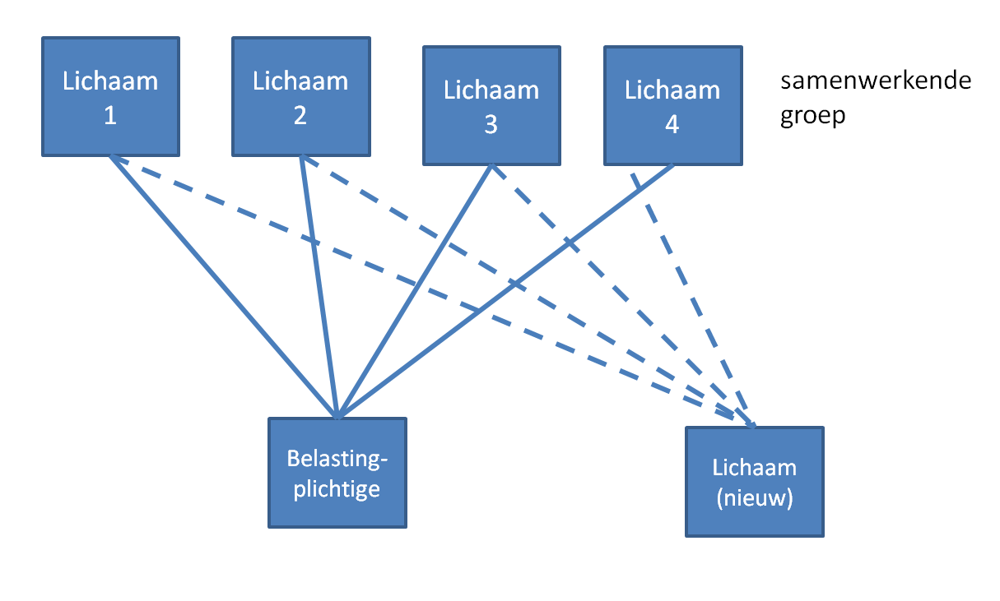 Lichaam
1
Lichaam
2
Lichaam
3
Lichaam
4
samenwerkende
groep
Belasting-
plichtige
Lichaam
(nieuw)